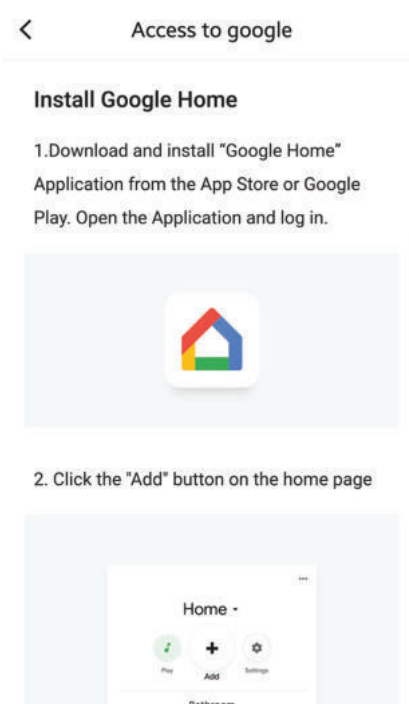 Access to google
Install Google Home
1.Download and install “Google Home”
Application from the App Store or Google
Play. Open the Application and log in.
2. Click the "Add" button on the home page
Home
Play Add Settings
Bathroom